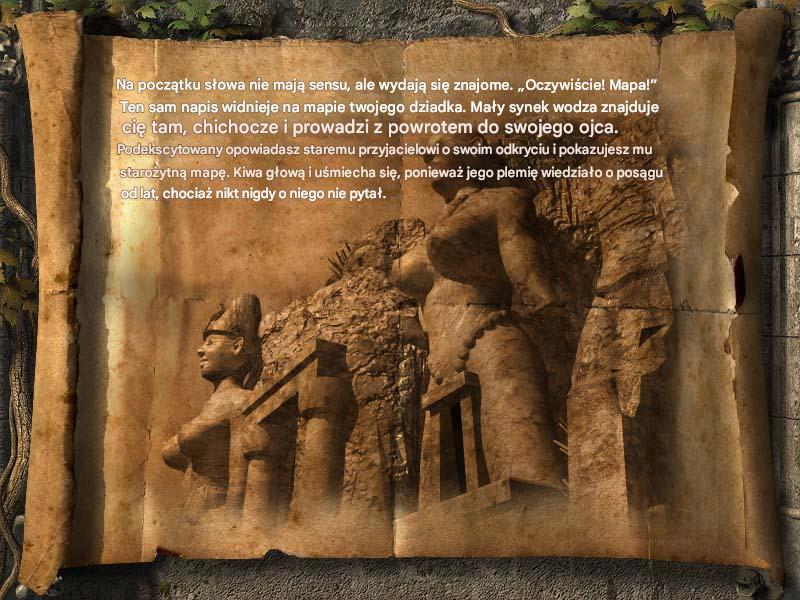 Na początku słowa nie mają sensu, ale wydają się znajome. „Oczywiście! Mapa!”
Ten sam napis widnieje na mapie twojego dziadka. Mały synek wodza znajduje
cię tam, chichocze i prowadzi z powrotem do swojego ojca.
Podekscytowany opowiadasz staremu przyjacielowi o swoim odkryciu i pokazujesz mu
starożytną mapę. Kiwa głową i uśmiecha się, ponieważ jego plemię wiedziało o posągu
od lat, chociaż nikt nigdy o niego nie pytał.